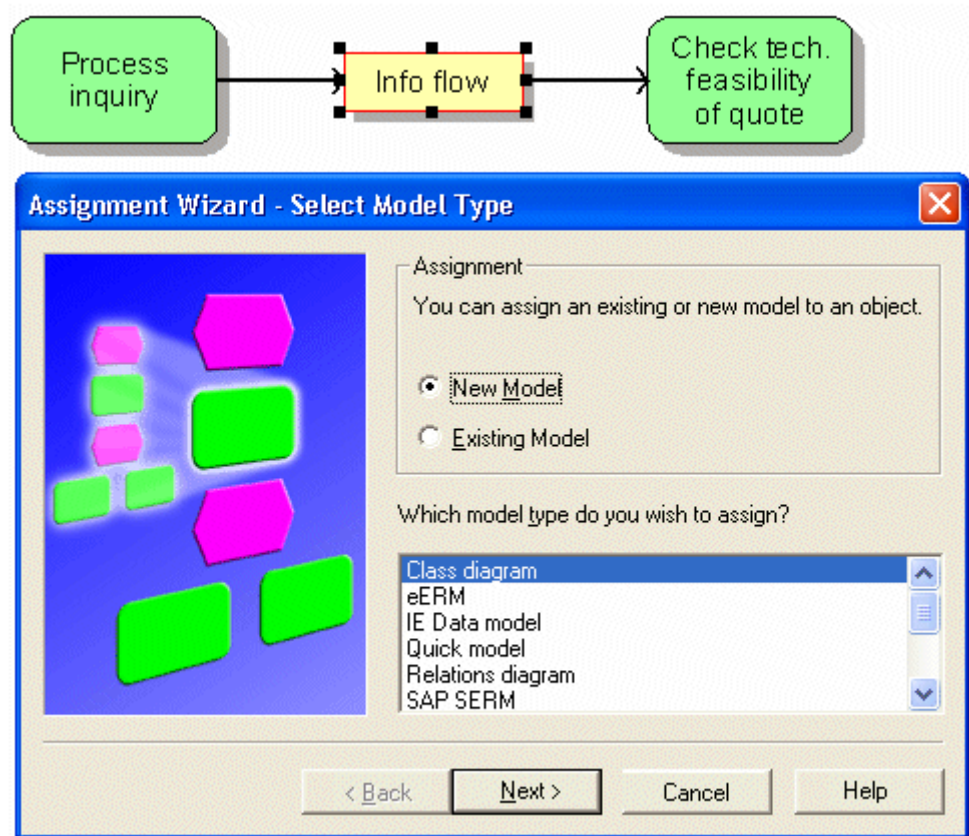 Process
inquiry
Info flow
Check tech.
feasibility
of quote
Assignment Wizard - Select Model Type
Assignment
You can assign an existing or new model to an object.
New Model
Existing Model
Which model type do you wish to assign?
Class diagram
eERM
IE Data model
Quick model
Relations diagram
SAP SERM
< Back
Next >
Cancel
Help